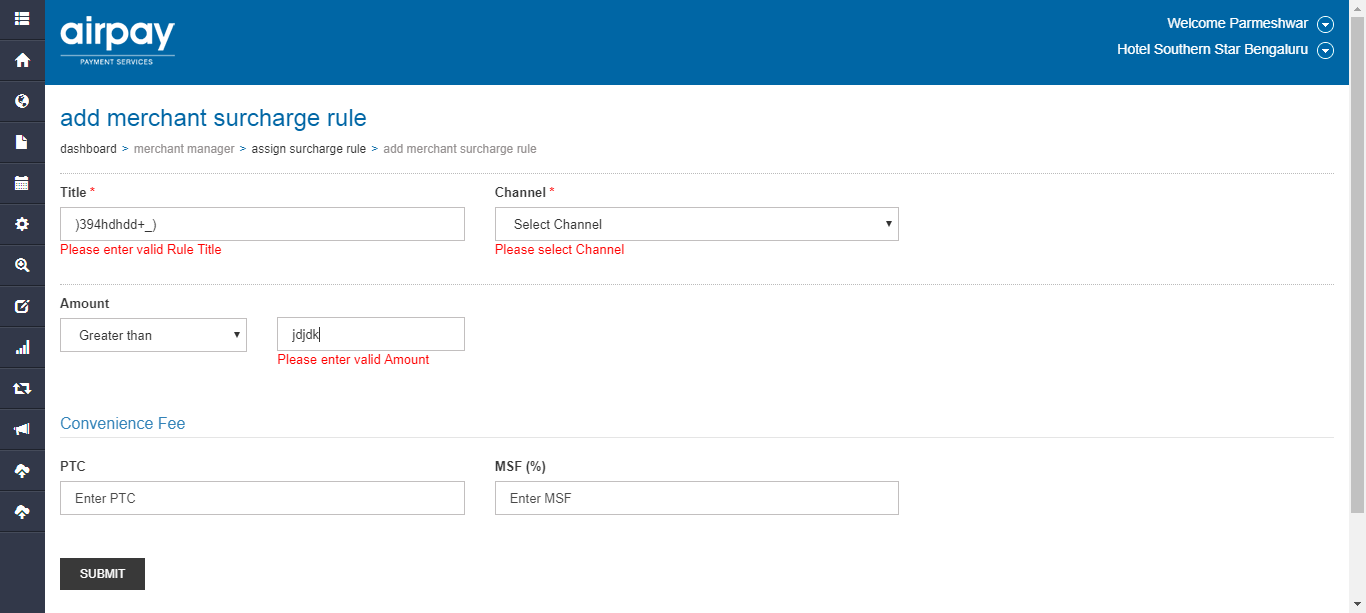 airpay
PAYMENT SERVICES
Welcome Parmeshwar
Hotel Southern Star Bengaluru
add merchant surcharge rule
dashboard > merchant manager > assign surcharge rule > add merchant surcharge rule
Title * Channel *
)394hdhdd+_) Select Channel
Please enter valid Rule Title Please select Channel
Amount
Greater than jdjdk
Please enter valid Amount
Convenience Fee
PTC MSF (%)
Enter PTC Enter MSF
SUBMIT